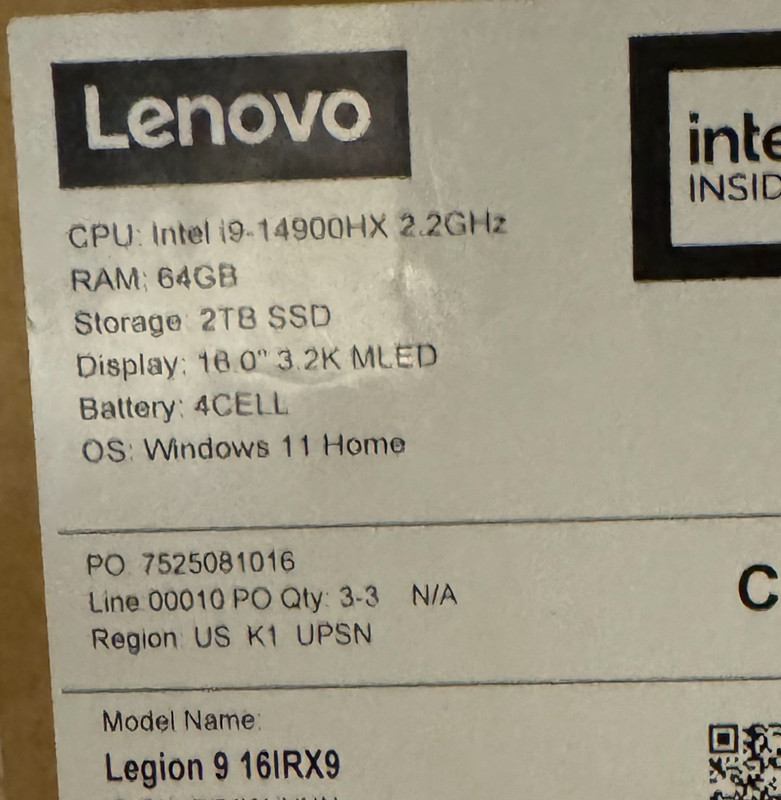 Lenovo
inte
INSID
CPU: Intel i9-14900HX 2.2GHz
RAM: 64GB
Storage: 2TB SSD
Display: 16.0" 3.2K MLED
Battery: 4CELL
OS: Windows 11 Home
PO 7525081016
Line 00010 PO Qty: 3-3 N/A
C
Region US K1 UPSN
Model Name:
Legion 9 16IRX9